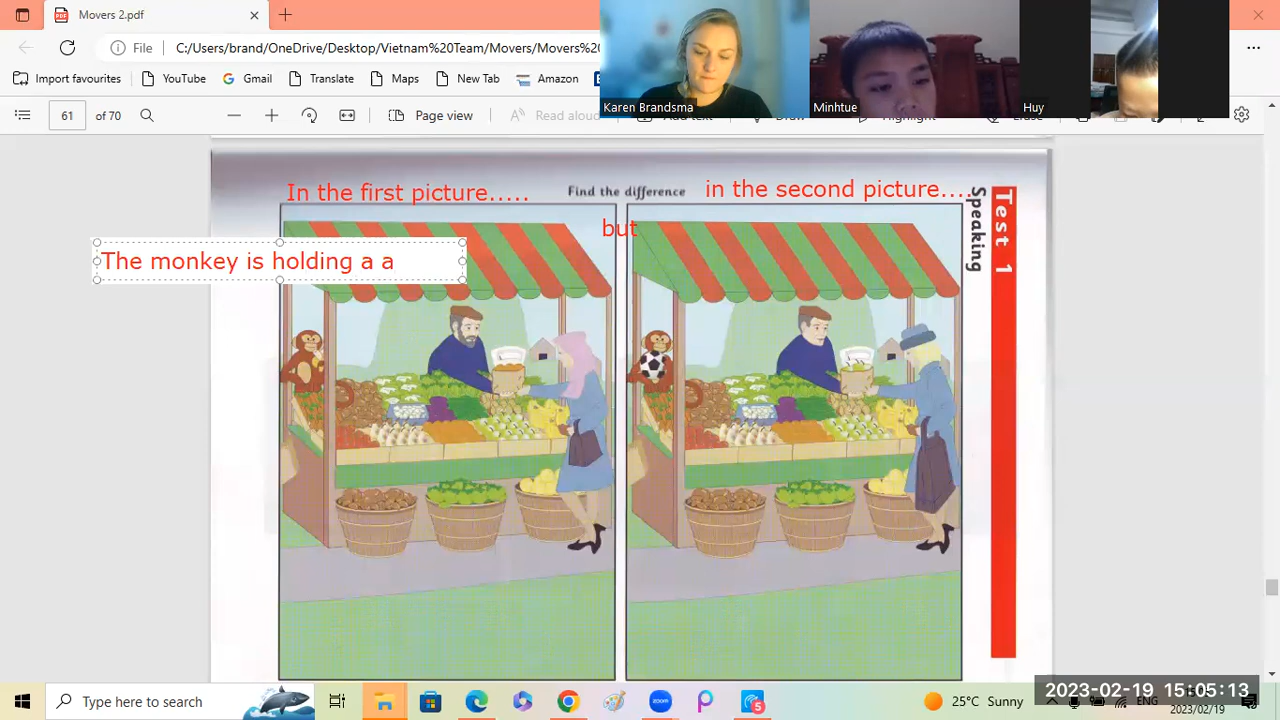 Movers 2.pdf
File
C:/Users/brand/OneDrive/Desktop/Vietnam%20Team/Movers/Movers%
Import favourites
YouTube
Gmail
Translate
Maps
New Tab
Amazon
Karen Brandsma
Minhtue
Huy
61
of 70
Page view
Read aloud
In the first picture.....
Find the difference
in the second picture....
but
The monkey is holding a a
Test 1
Speaking
Type here to search
5
25°C Sunny
ENG
2023-02-19 15:05:13
2023/02/19